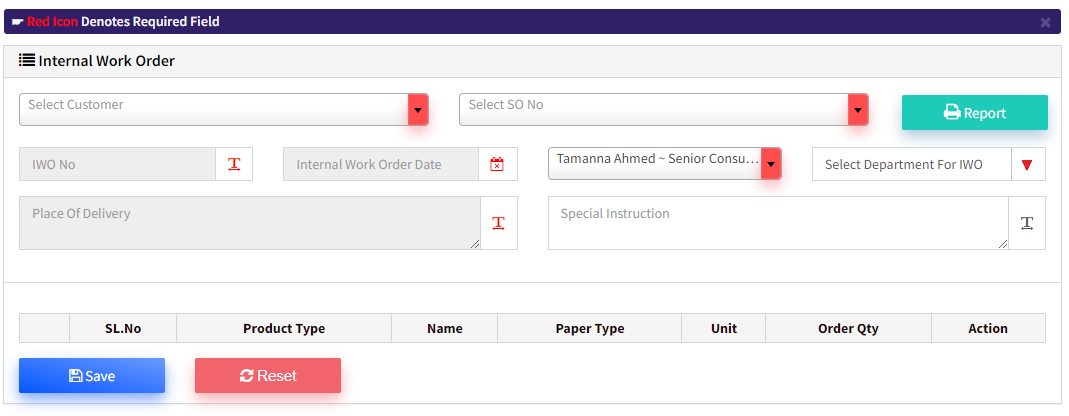 Red Icon Denotes Required Field
Internal Work Order
Select Customer
Select SO No
Report
IWO No
Internal Work Order Date
Tamanna Ahmed ~ Senior Consu...
Select Department For IWO
Place Of Delivery
Special Instruction
SL.No Product Type Name Paper Type Unit Order Qty Action
Save
Reset